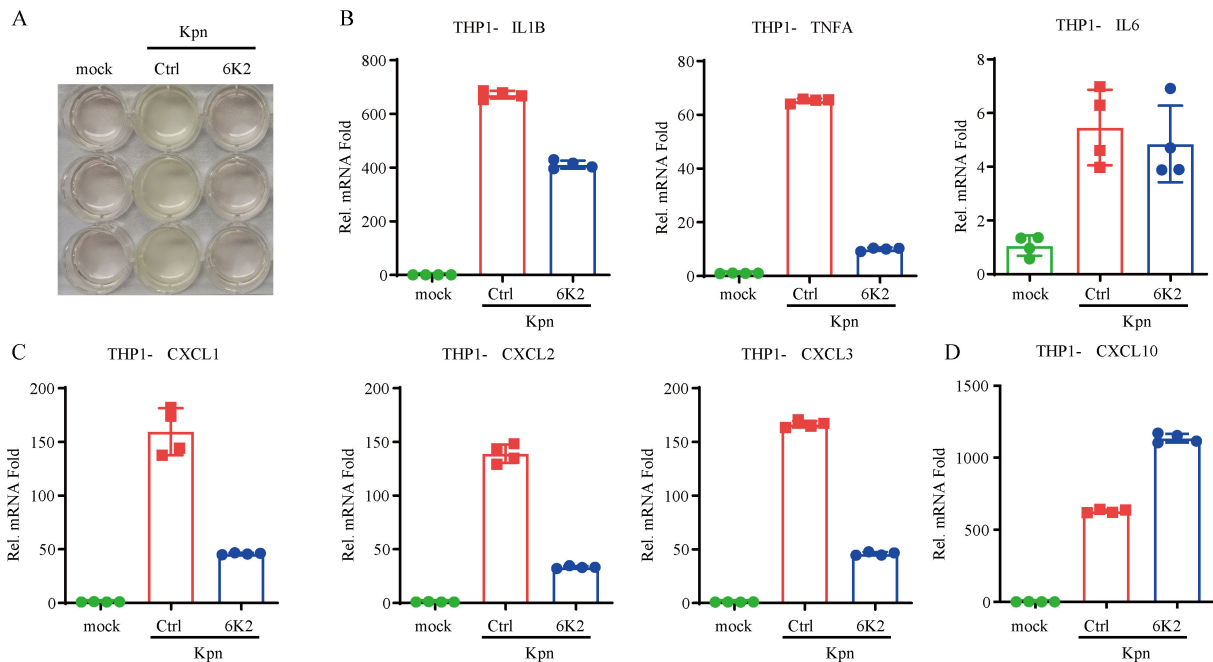 A
Kpn
mock Ctrl 6K2
B
THP1- IL1B
Rel. mRNA Fold
800
600
400
200
0
mock Ctrl 6K2
Kpn
THP1- TNFA
Rel. mRNA Fold
80
60
40
20
0
mock Ctrl 6K2
Kpn
THP1- IL6
Rel. mRNA Fold
8
6
4
2
0
mock Ctrl 6K2
Kpn
C
THP1- CXCL1
Rel. mRNA Fold
200
150
100
50
0
mock Ctrl 6K2
Kpn
THP1- CXCL2
Rel. mRNA Fold
200
150
100
50
0
mock Ctrl 6K2
Kpn
THP1- CXCL3
Rel. mRNA Fold
200
150
100
50
0
mock Ctrl 6K2
Kpn
D
THP1- CXCL10
Rel. mRNA Fold
1500
1000
500
0
mock Ctrl 6K2
Kpn